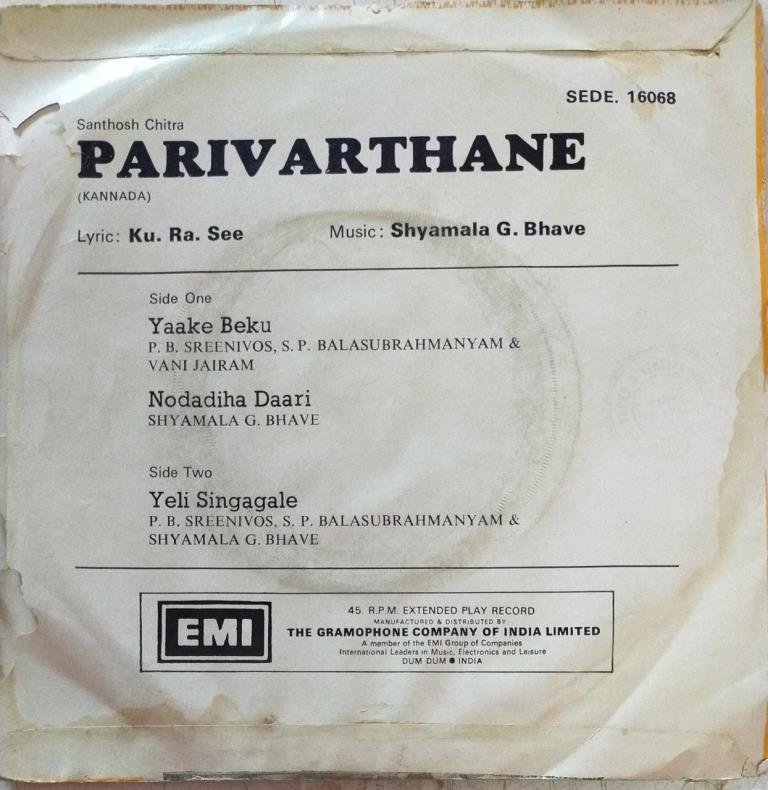 SEDE. 16068
Santhosh Chitra
PARIVARTHANE
(KANNADA)
Lyric: Ku. Ra. See Music: Shyamala G. Bhave
Side One
Yaake Beku
P. B. SREENIVOS, S. P. BALASUBRAHMANYAM &
VANI JAIRAM
Nodadiha Daari
SHYAMALA G. BHAVE
Side Two
Yeli Singagale
P. B. SREENIVOS, S. P. BALASUBRAHMANYAM &
SHYAMALA G. BHAVE
EMI
45. R.P.M. EXTENDED PLAY RECORD
MANUFACTURED & DISTRIBUTED BY
THE GRAMOPHONE COMPANY OF INDIA LIMITED
A member of the EMI Group of Companies
International Leaders in Music, Electronics and Leisure
DUM DUM ● INDIA